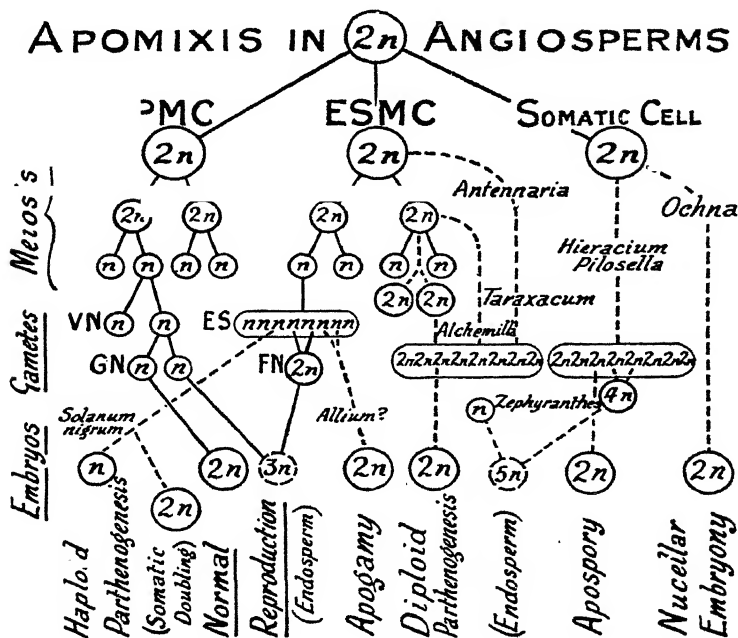 APOMIXIS IN 2n ANGIOSPERMS
PMC ESMC SOMATIC CELL
2n 2n 2n
Antennaria
Ochna
Meiosis
2n 2n 2n 2n
Hieracium
Pilosella
n n n n n n n n
2n 2n
Taraxacum
Gametes
VN n n ES nnnnnnnn
Alchemilla
GN n n FN 2n
2n2n2n2n2n2n2n2n 2n2n2n2n2n2n2n2n
n Zephyranthes 4n
Embryos
Solanum
nigrum
Allium?
n 2n 2n 3n 2n 2n 5n 2n 2n
Haploid
Parthenogenesis
(Somatic
Doubling)
Normal
Reproduction
(Endosperm)
Apogamy
Diploid
Parthenogenesis
(Endosperm)
Apospory
Nucellar
Embryony